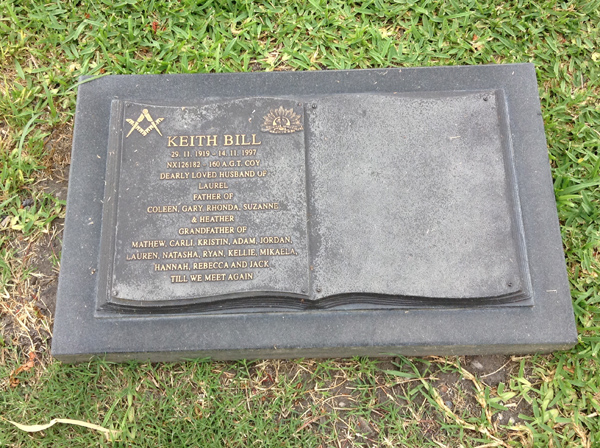 KEITH BILL
29. 11. 1919 - 14. 11. 1997
NX126182 - 160 A.G.T. COY
DEARLY LOVED HUSBAND OF
LAUREL
FATHER OF
COLEEN, GARY, RHONDA, SUZANNE
& HEATHER
GRANDFATHER OF
MATHEW, CARLI, KRISTIN, ADAM, JORDAN,
LAUREN, NATASHA, RYAN, KELLIE, MIKAELA,
HANNAH, REBECCA AND JACK
TILL WE MEET AGAIN